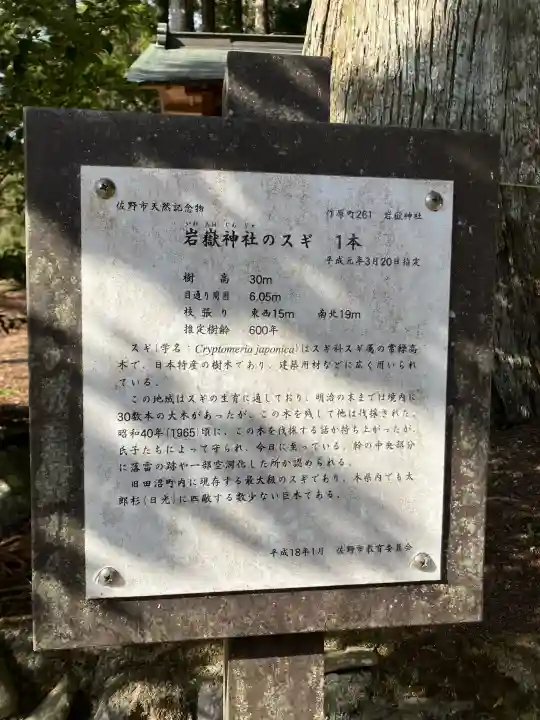 佐野市天然記念物
作原町261 岩嶽神社
いわ たけ じん じゃ
岩嶽神社のスギ 1本
平成元年3月20日指定
樹高 30m
目通り周囲 6.05m
枝張り 東西15m 南北19m
推定樹齢 600年
スギ(学名：Cryptomeria japonica)はスギ科スギ属の常緑高
木で、日本特産の樹木であり、建築用材などに広く用いられ
ている。
この地域はスギの生育に適しており、明治の末までは境内に
30数本の大木があったが、この木を残して他は伐採された。
昭和40年(1965)頃に、この木を伐採する話が持ち上がったが、
氏子たちによって守られ、今日に至っている。幹の中央部分
に落雷の跡や一部空洞化した所が認められる。
旧田沼町内に現存する最大級のスギであり、本県内でも太
郎杉(日光)に匹敵する数少ない巨木である。
平成18年1月 佐野市教育委員会